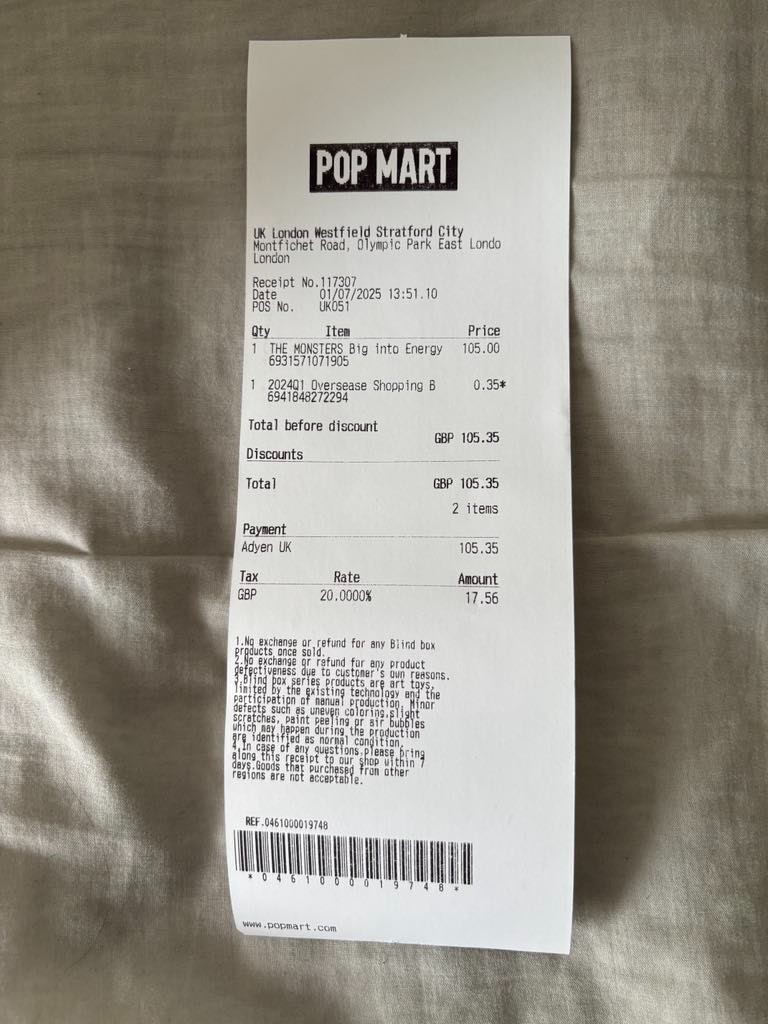 POP MART
UK London Westfield Stratford City
Montfichet Road, Olympic Park East Londo
London
Receipt No.117307
Date 01/07/2025 13:51.10
POS No. UK051
Qty Item Price
1 THE MONSTERS Big into Energy 105.00
6931571071905
1 2024Q1 Oversease Shopping B 0.35*
6941848272294
Total before discount
GBP 105.35
Discounts
Total GBP 105.35
2 items
Payment
Adyen UK 105.35
Tax Rate Amount
GBP 20.0000% 17.56
1.No exchange or refund for any Blind box
products once sold.
2.No exchange or rafund for any product
defectiveness due to customer's own reasons.
3.Blind box series products are art toys,
limited by the existing technology and the
participation of manual production. Minor
defects such as uneven coloring,slight
scratches, paint peeling or air bubbles
which may happen during the production
are identified as normal condition.
4.In case of any questions,please bring
along this receipt to our shop within 7
days.Goods that purchased from other
regions are not acceptable.
REF.0461000019748
*0461000019748*
www.popmart.com